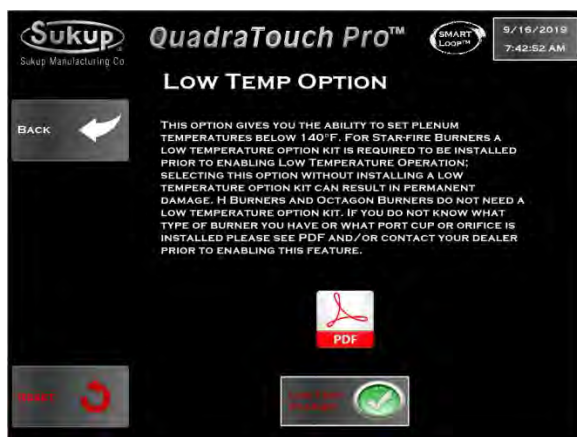 Sukup
Sukup Manufacturing Co
QuadraTouch Pro™
SMART
LOOP™
9/16/2019
7:42:52 AM
LOW TEMP OPTION
BACK
THIS OPTION GIVES YOU THE ABILITY TO SET PLENUM
TEMPERATURES BELOW 140°F. FOR STAR-FIRE BURNERS A
LOW TEMPERATURE OPTION KIT IS REQUIRED TO BE INSTALLED
PRIOR TO ENABLING LOW TEMPERATURE OPERATION;
SELECTING THIS OPTION WITHOUT INSTALLING A LOW
TEMPERATURE OPTION KIT CAN RESULT IN PERMANENT
DAMAGE. H BURNERS AND OCTAGON BURNERS DO NOT NEED A
LOW TEMPERATURE OPTION KIT. IF YOU DO NOT KNOW WHAT
TYPE OF BURNER YOU HAVE OR WHAT PORT CUP OR ORIFICE IS
INSTALLED PLEASE SEE PDF AND/OR CONTACT YOUR DEALER
PRIOR TO ENABLING THIS FEATURE.
PDF
RESET